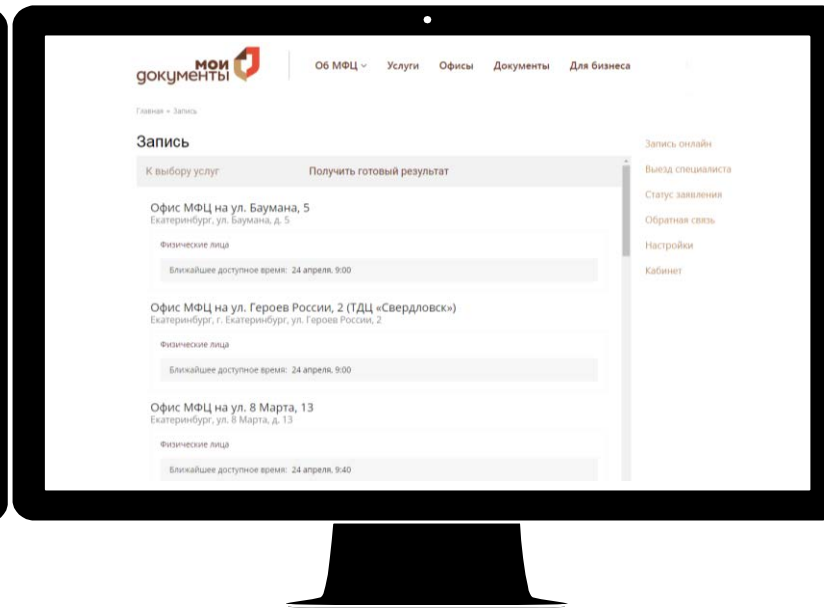 мои
документы
Об МФЦ Услуги Офисы Документы Для бизнеса
Главная » Запись
Запись
К выбору услуг Получить готовый результат
Офис МФЦ на ул. Баумана, 5
Екатеринбург, ул. Баумана, д. 5
Физические лица
Ближайшее доступное время: 24 апреля, 9:00
Офис МФЦ на ул. Героев России, 2 (ТДЦ «Свердловск»)
Екатеринбург, г. Екатеринбург, ул. Героев России, 2
Физические лица
Ближайшее доступное время: 24 апреля, 9:00
Офис МФЦ на ул. 8 Марта, 13
Екатеринбург, ул. 8 Марта, д. 13
Физические лица
Ближайшее доступное время: 24 апреля, 9:40
Запись онлайн
Выезд специалиста
Статус заявления
Обратная связь
Настройки
Кабинет